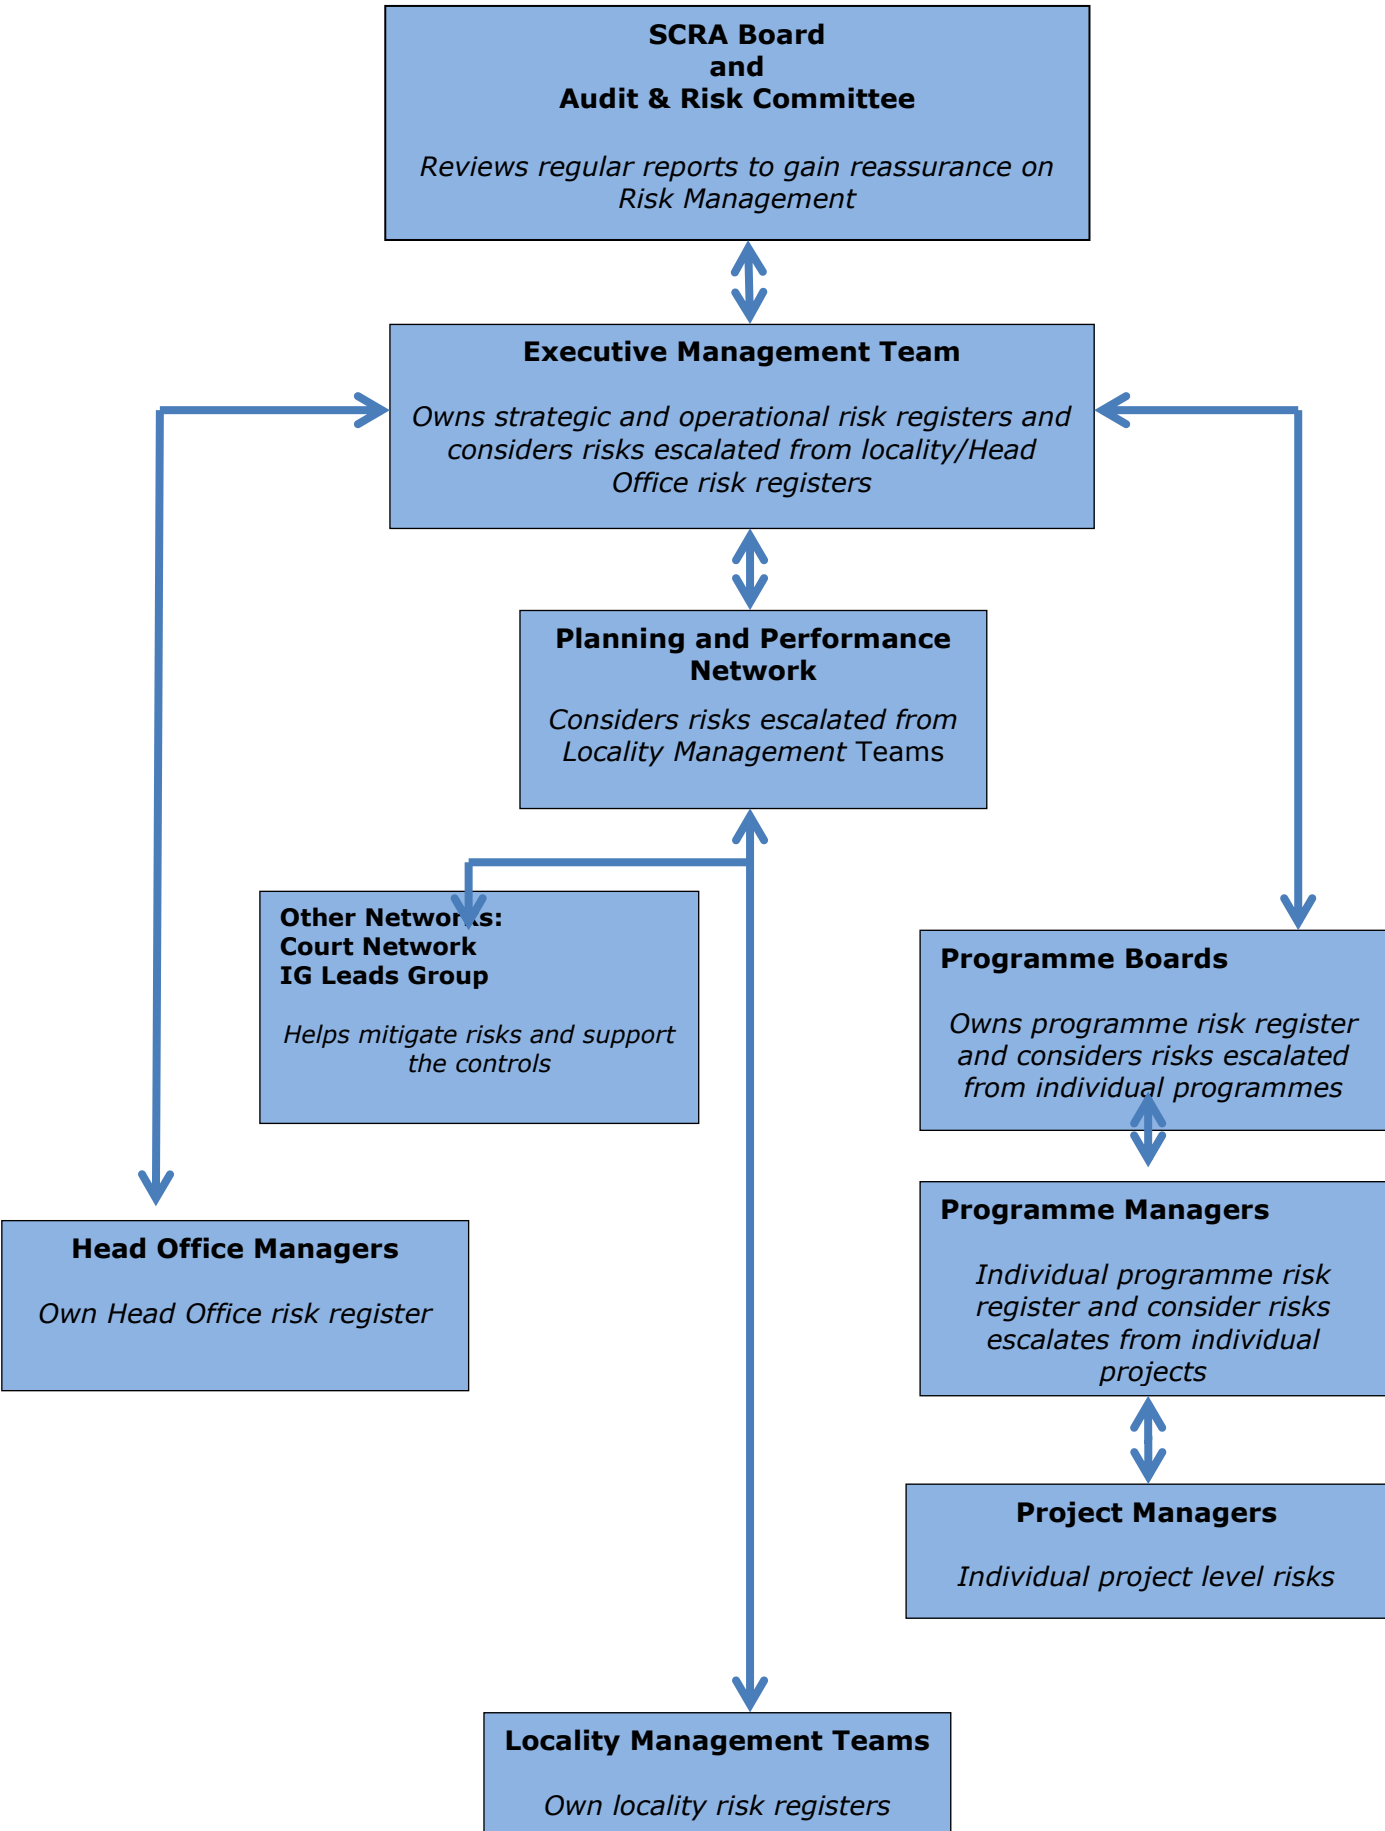 SCRA Board
and
Audit & Risk Committee
Reviews regular reports to gain reassurance on
Risk Management
Executive Management Team
Owns strategic and operational risk registers and
considers risks escalated from locality/Head
Office risk registers
Planning and Performance
Network
Considers risks escalated from
Locality Management Teams
Other Networks:
Court Network
IG Leads Group
Helps mitigate risks and support
the controls
Programme Boards
Owns programme risk register
and considers risks escalated
from individual programmes
Programme Managers
Individual programme risk
register and consider risks
escalates from individual
projects
Head Office Managers
Own Head Office risk register
Project Managers
Individual project level risks
Locality Management Teams
Own locality risk registers